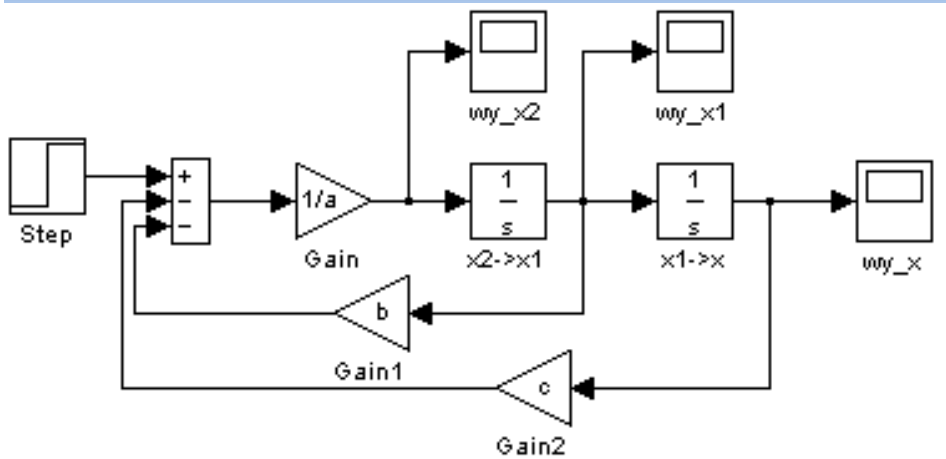 wy_x2
wy_x1
Step
+
−
−
1/a
Gain
1
s
x2->x1
1
s
x1->x
wy_x
b
Gain1
c
Gain2